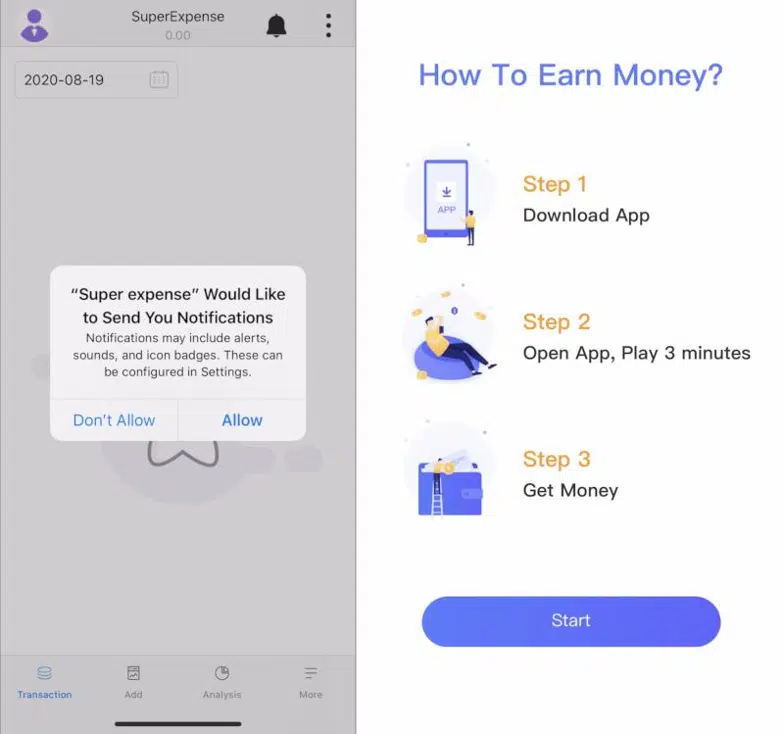 SuperExpense
0.00
2020-08-19
“Super expense” Would Like
to Send You Notifications
Notifications may include alerts,
sounds, and icon badges. These can
be configured in Settings.
Don’t Allow
Allow
Transaction
Add
Analysis
More
How To Earn Money?
APP
Step 1
Download App
Step 2
Open App, Play 3 minutes
Step 3
Get Money
Start